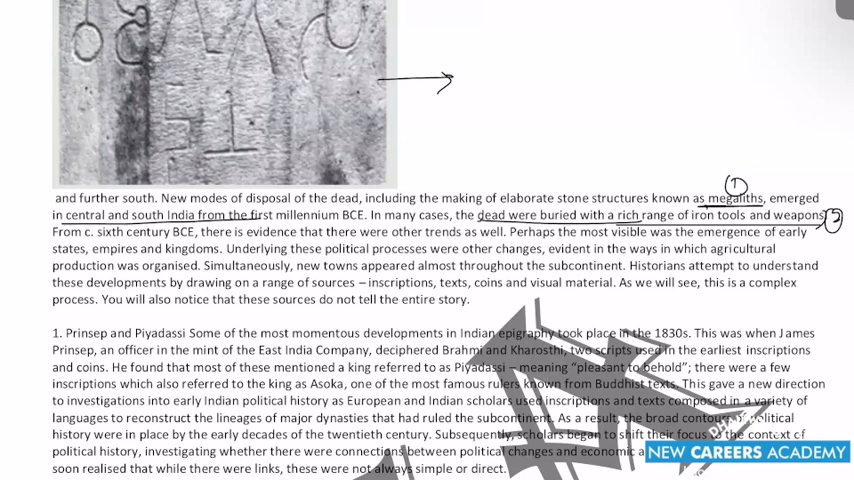 and further south. New modes of disposal of the dead, including the making of elaborate stone structures known as megaliths, emerged
in central and south India from the first millennium BCE. In many cases, the dead were buried with a rich range of iron tools and weapons
From c. sixth century BCE, there is evidence that there were other trends as well. Perhaps the most visible was the emergence of early
states, empires and kingdoms. Underlying these political processes were other changes, evident in the ways in which agricultural
production was organised. Simultaneously, new towns appeared almost throughout the subcontinent. Historians attempt to understand
these developments by drawing on a range of sources – inscriptions, texts, coins and visual material. As we will see, this is a complex
process. You will also notice that these sources do not tell the entire story.
1. Prinsep and Piyadassi Some of the most momentous developments in Indian epigraphy took place in the 1830s. This was when James
Prinsep, an officer in the mint of the East India Company, deciphered Brahmi and Kharosthi, two scripts used in the earliest inscriptions
and coins. He found that most of these mentioned a king referred to as Piyadassi – meaning “pleasant to behold”; there were a few
inscriptions which also referred to the king as Asoka, one of the most famous rulers known from Buddhist texts. This gave a new direction
to investigations into early Indian political history as European and Indian scholars used inscriptions and texts composed in a variety of
languages to reconstruct the lineages of major dynasties that had ruled the subcontinent. As a result, the broad contours of political
history were in place by the early decades of the twentieth century. Subsequently, scholars began to shift their focus to the context of
political history, investigating whether there were connections between political changes and economic
soon realised that while there were links, these were not always simple or direct.
NEW CAREERS ACADEMY